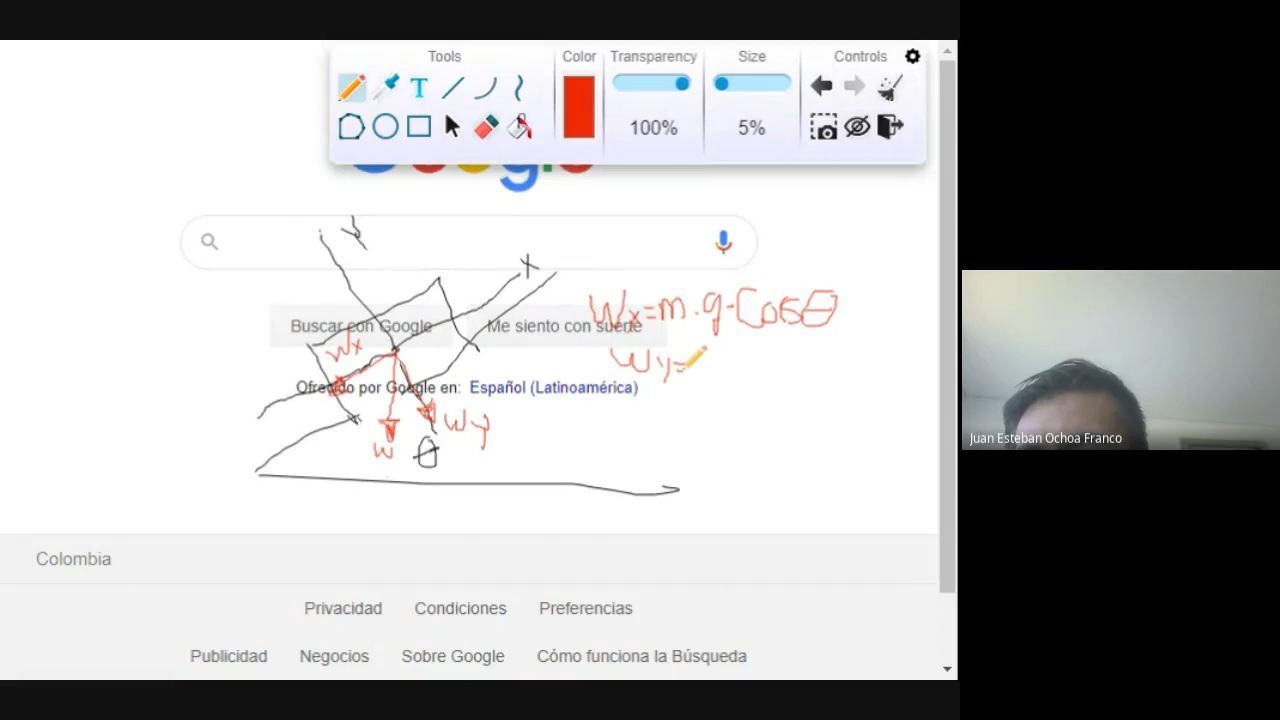 Tools
Color
Transparency
Size
Controls
T
100%
5%
Google
y
x
Wx=m.g.Cosθ
Buscar con Google
Me siento con suerte
Wx
Wy=
Ofrecido por Google en: Español (Latinoamérica)
Wy
W
θ
Juan Esteban Ochoa Franco
Colombia
Privacidad
Condiciones
Preferencias
Publicidad
Negocios
Sobre Google
Cómo funciona la Búsqueda